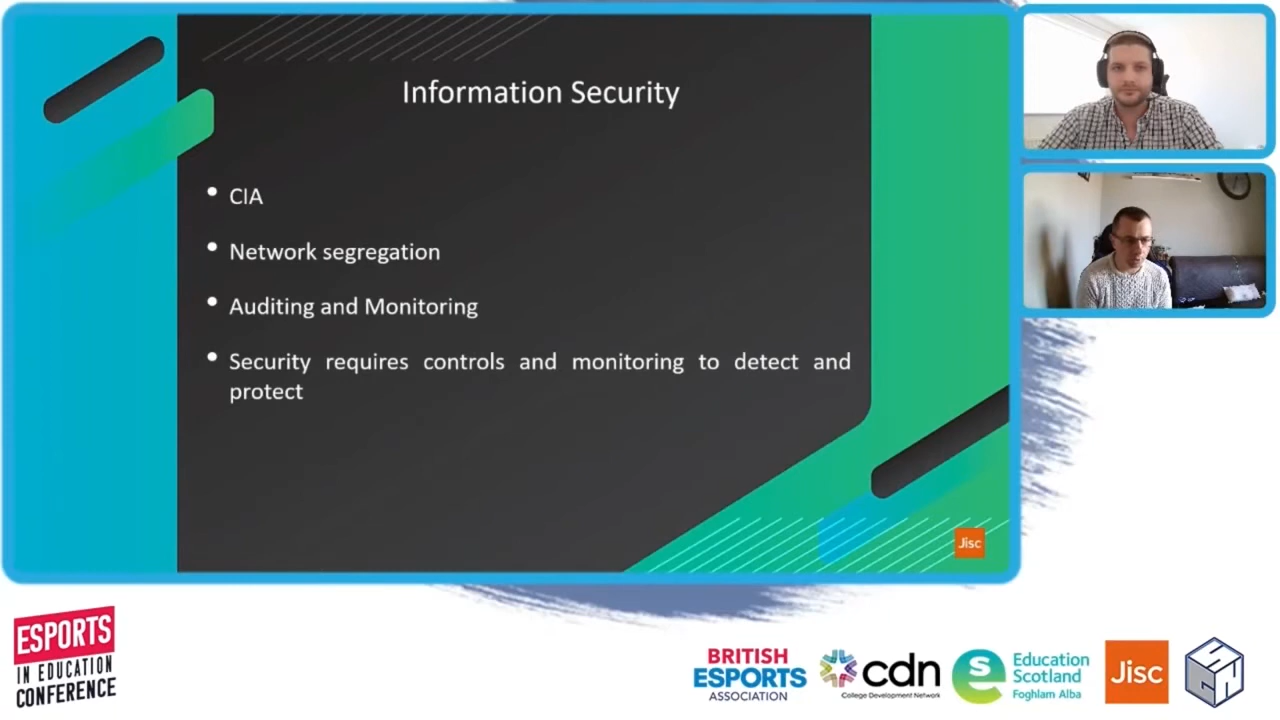 Information Security
• CIA
• Network segregation
• Auditing and Monitoring
• Security requires controls and monitoring to detect and
protect
Jisc
ESPORTS
IN EDUCATION
CONFERENCE
BRITISH
ESPORTS
ASSOCIATION
cdn
College Development Network
Education
Scotland
Foghlam Alba
Jisc